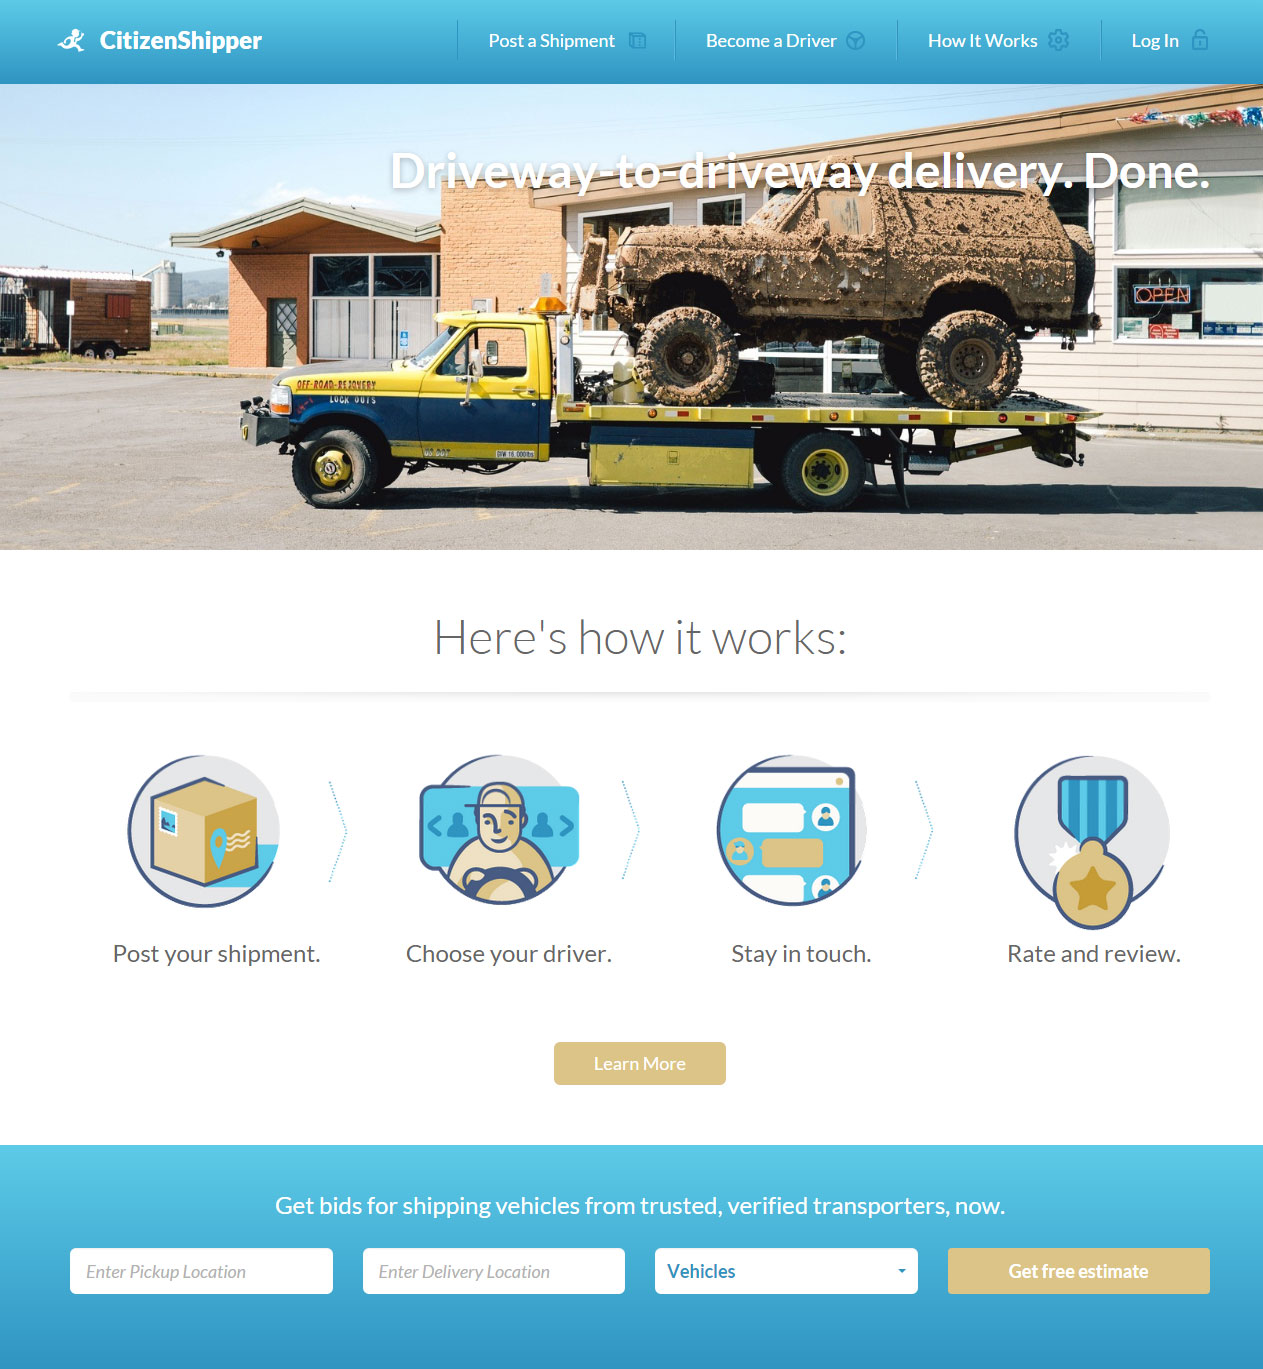 CitizenShipper
Post a Shipment
Become a Driver
How It Works
Log In
Driveway-to-driveway delivery. Done.
OPEN
OFF-ROAD-RECOVERY
LOCK OUTS
Here's how it works:
Post your shipment.
Choose your driver.
Stay in touch.
Rate and review.
Learn More
Get bids for shipping vehicles from trusted, verified transporters, now.
Enter Pickup Location
Enter Delivery Location
Vehicles
Get free estimate